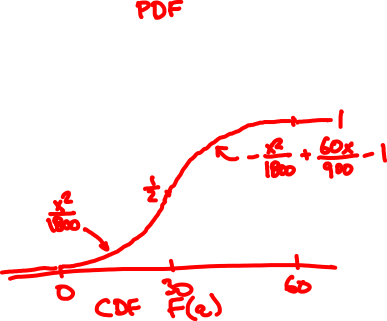 PDF
1
-x²/1800 + 60x/900 - 1
1/2
x²/1800
0 30 60
CDF F(x)